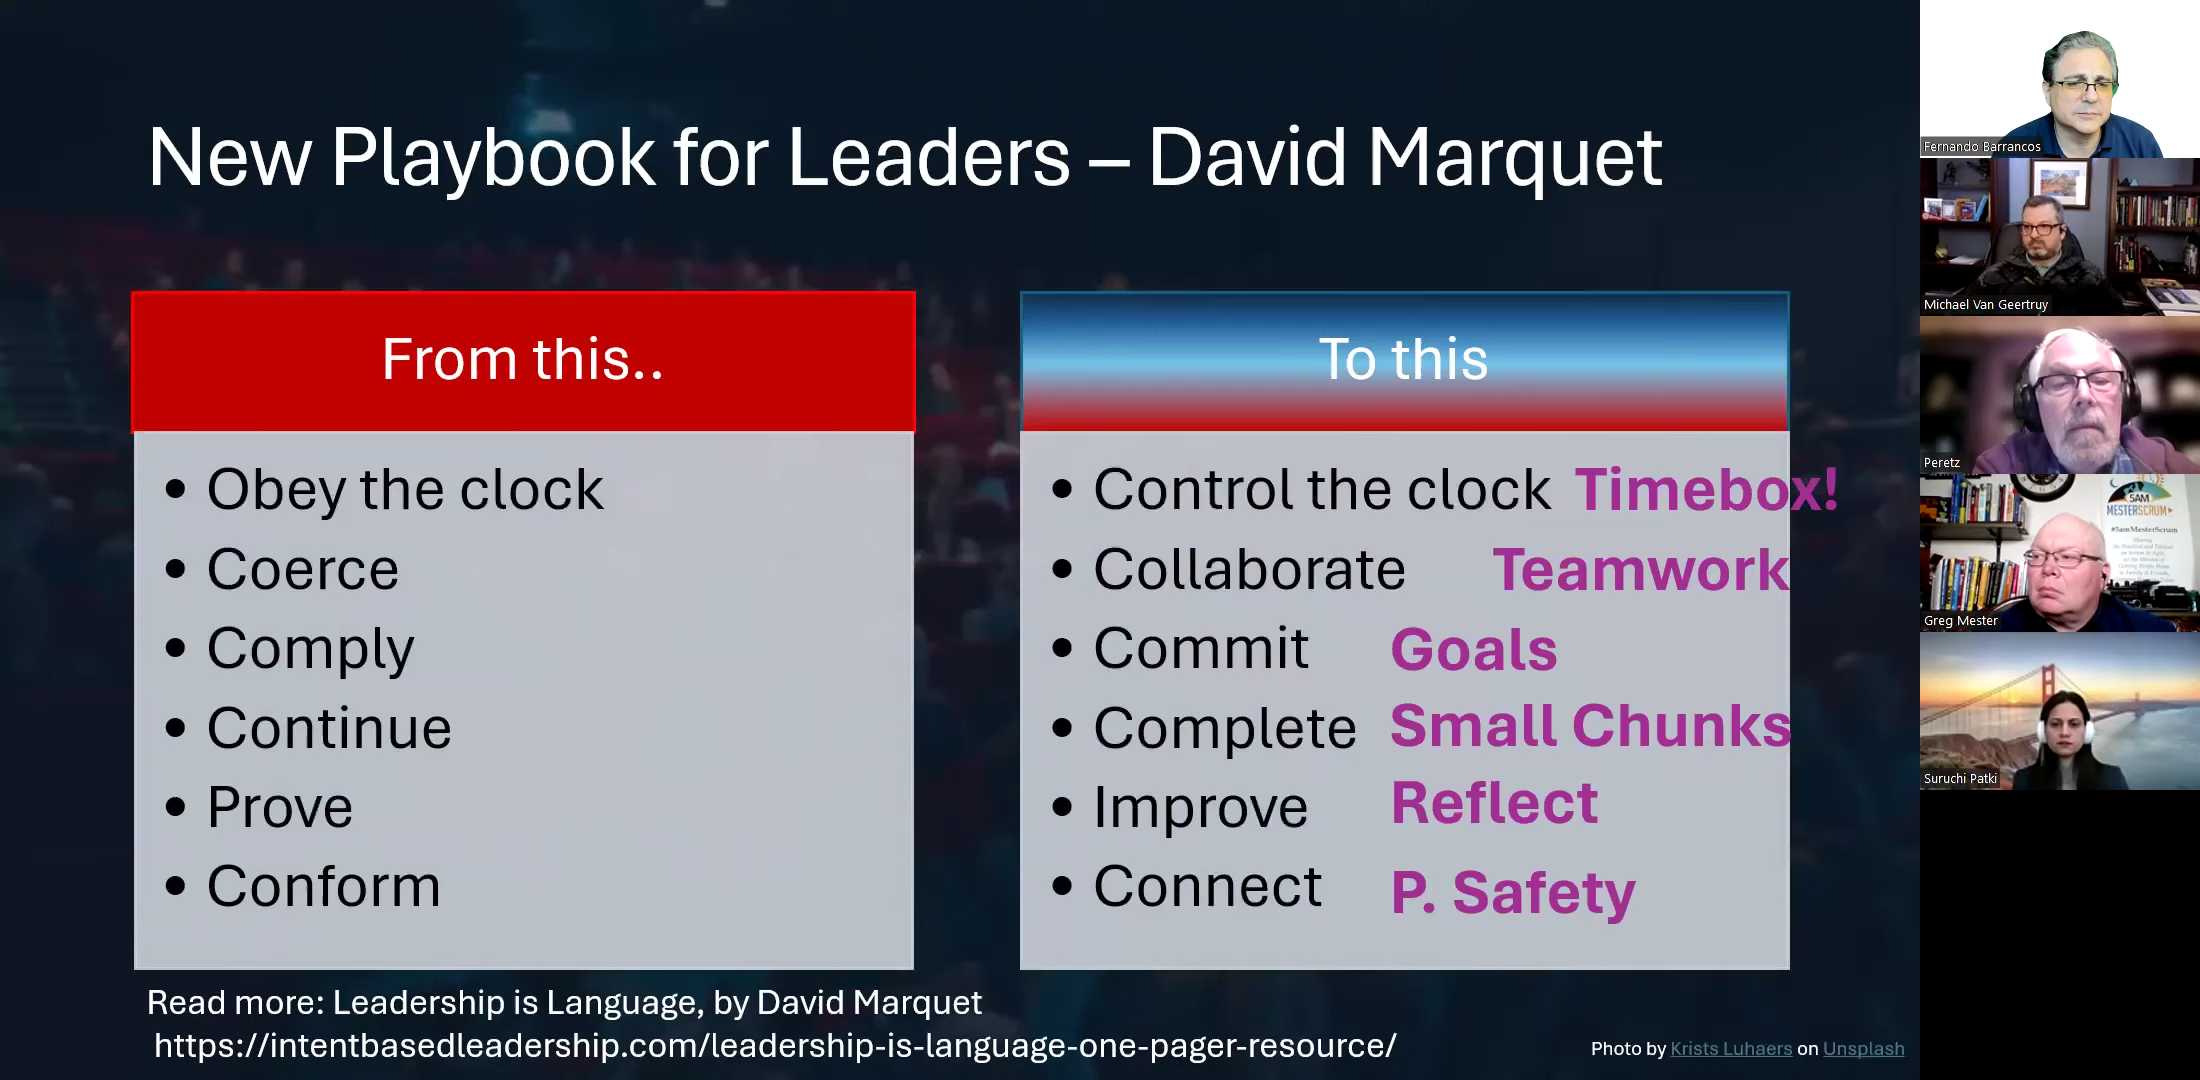 New Playbook for Leaders – David Marquet
From this..
• Obey the clock
• Coerce
• Comply
• Continue
• Prove
• Conform
To this
• Control the clock Timebox!
• Collaborate Teamwork
• Commit Goals
• Complete Small Chunks
• Improve Reflect
• Connect P. Safety
Read more: Leadership is Language, by David Marquet
https://intentbasedleadership.com/leadership-is-language-one-pager-resource/
Photo by Krists Luhaers on Unsplash
Fernando Barrancos
Michael Van Geertruy
Peretz
5AM
MESTERSCRUM
#5amMesterScrum
Greg Mester
Suruchi Patki